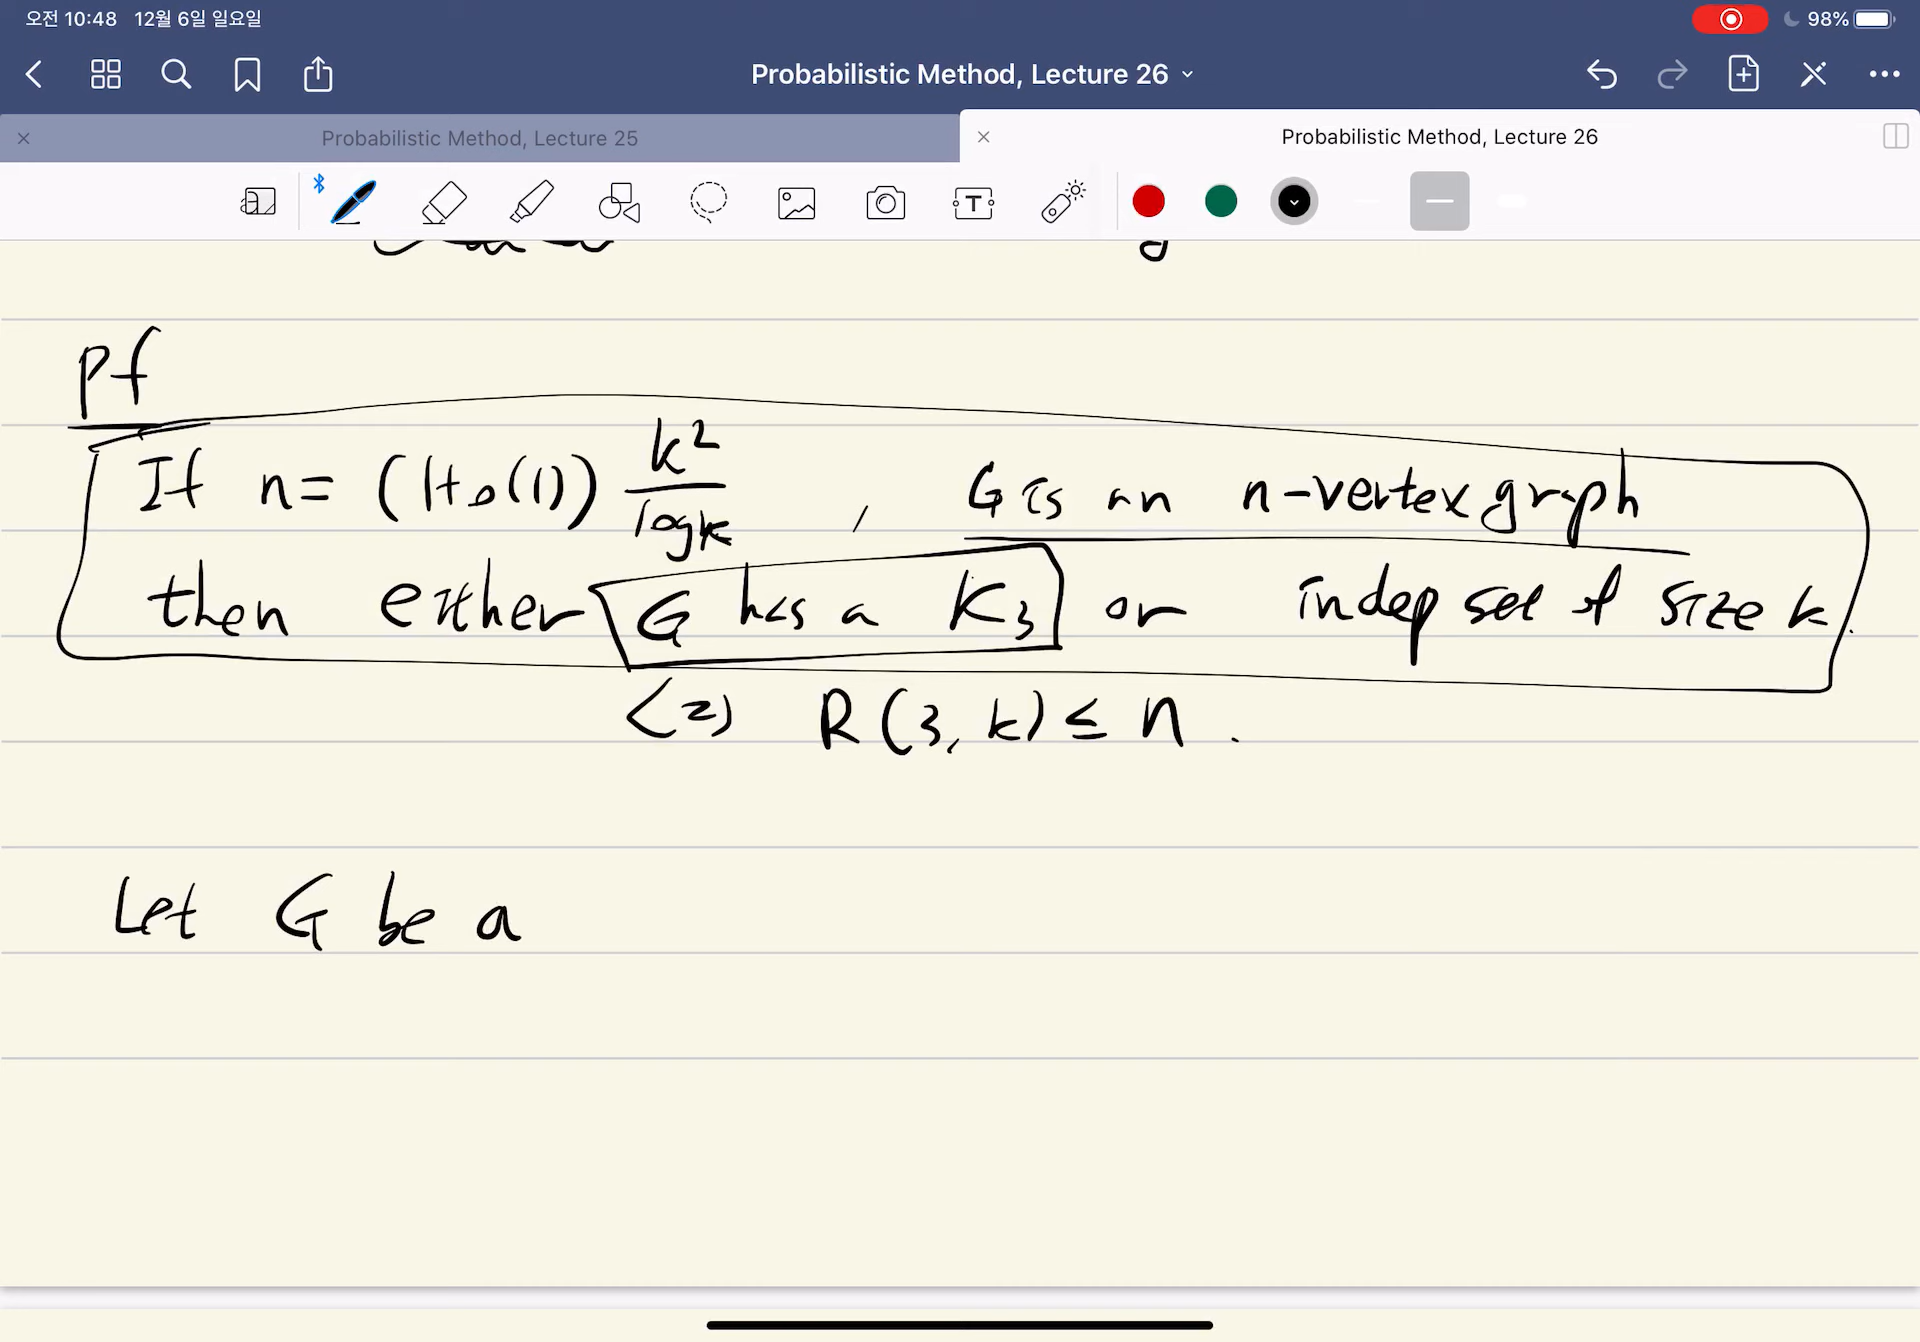 오전 10:48 12월 6일 일요일
98%
Probabilistic Method, Lecture 26
Probabilistic Method, Lecture 25
Probabilistic Method, Lecture 26
pf
If n = (1+o(1)) k²/log k , G is an n-vertex graph
then either G has a K₃ or indep set of size k.
<=> R(3, k) ≤ n .
Let G be a